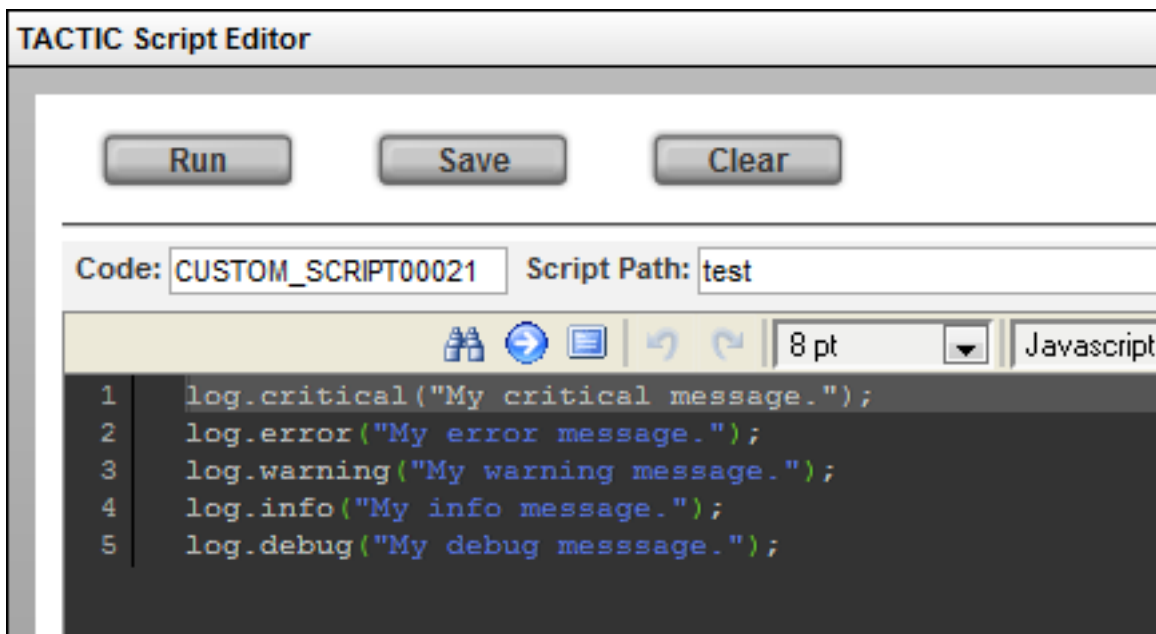 TACTIC Script Editor
Run Save Clear
Code: CUSTOM_SCRIPT00021 Script Path: test
8 pt Javascript
1 log.critical("My critical message.");
2 log.error("My error message.");
3 log.warning("My warning message.");
4 log.info("My info message.");
5 log.debug("My debug messsage.");